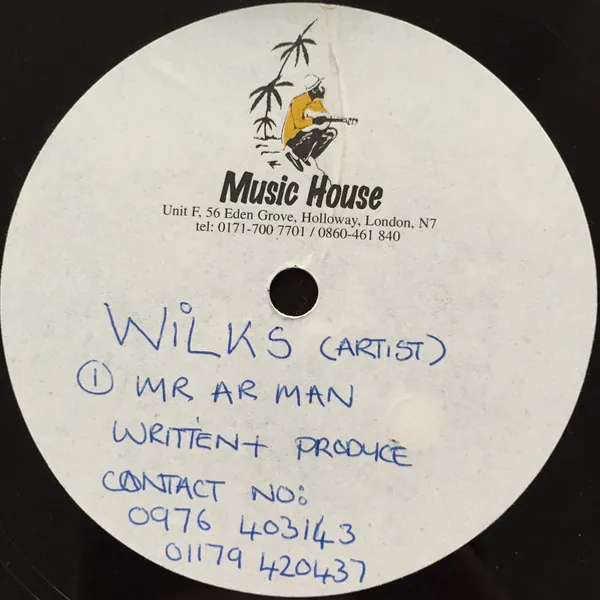 Music House
Unit F, 56 Eden Grove, Holloway, London, N7
tel: 0171-700 7701 / 0860-461 840
WiLKS (ARTIST)
① MR AR MAN
WRITTEN + PRODUCE
CONTACT NO:
0976 403143
01179 420437